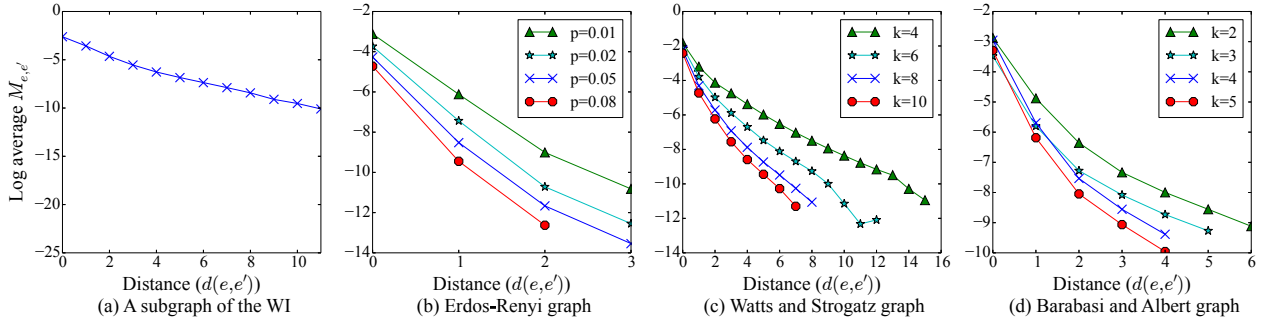 Log average M_{e,e'}
0
−5
−10
−15
−20
−25
0 2 4 6 8 10
Distance (d(e,e′))
(a) A subgraph of the WI
−2
−4
−6
−8
−10
−12
−14
0 1 2 3
p=0.01
p=0.02
p=0.05
p=0.08
Distance (d(e,e′))
(b) Erdos-Renyi graph
0
−2
−4
−6
−8
−10
−12
−14
0 2 4 6 8 10 12 14 16
k=4
k=6
k=8
k=10
Distance (d(e,e′))
(c) Watts and Strogatz graph
−2
−3
−4
−5
−6
−7
−8
−9
−10
0 1 2 3 4 5 6
k=2
k=3
k=4
k=5
Distance (d(e,e′))
(d) Barabasi and Albert graph